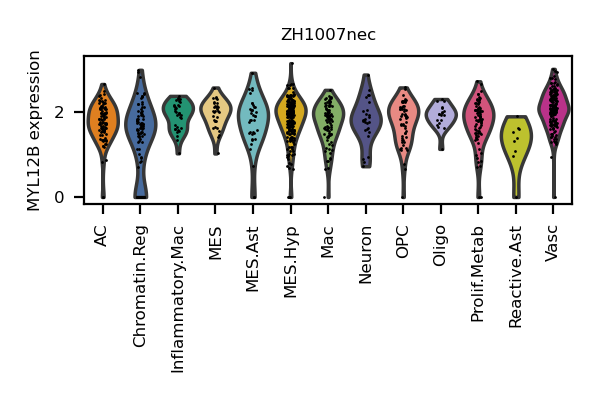 ZH1007nec
MYL12B expression
2
0
AC
Chromatin.Reg
Inflammatory.Mac
MES
MES.Ast
MES.Hyp
Mac
Neuron
OPC
Oligo
Prolif.Metab
Reactive.Ast
Vasc